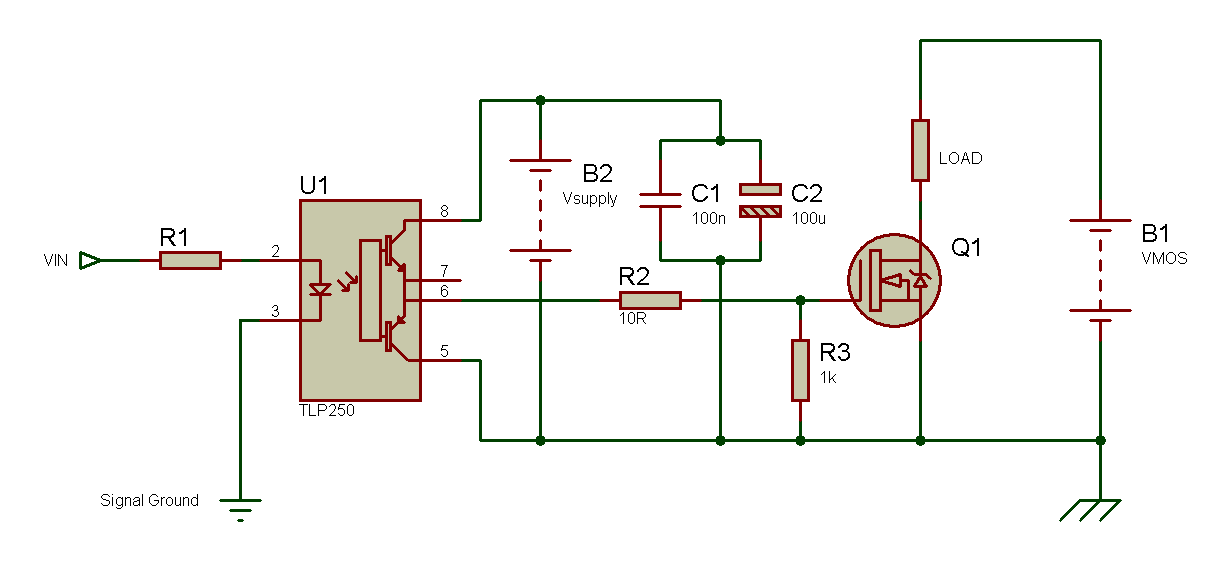 U1
B2
Vsupply
C1
100n
C2
100u
LOAD
8
R1
VIN
2
7
6
R2
10R
Q1
B1
VMOS
3
5
R3
1k
TLP250
Signal Ground